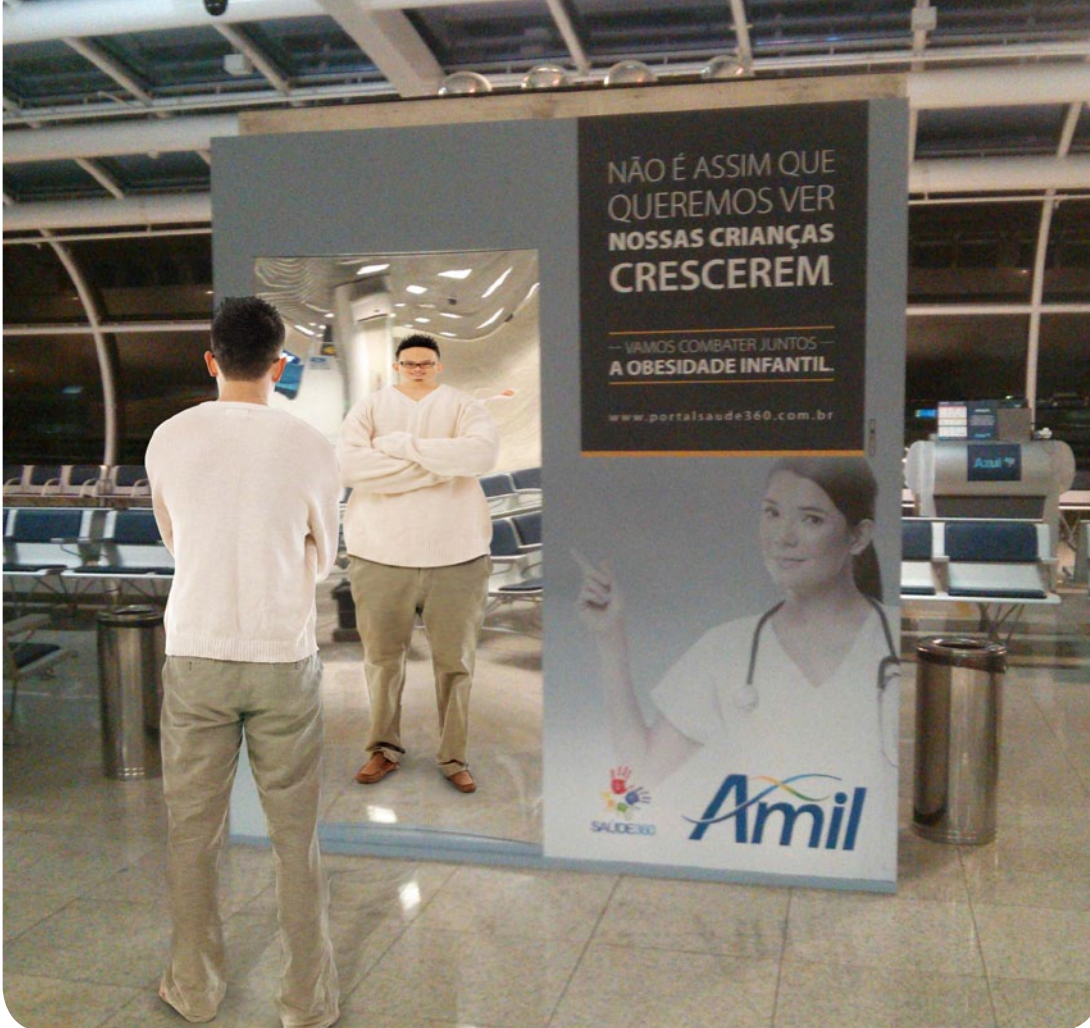 NÃO É ASSIM QUE
QUEREMOS VER
NOSSAS CRIANÇAS
CRESCEREM.
VAMOS COMBATER JUNTOS
A OBESIDADE INFANTIL.
www.portalsaude360.com.br
SAÚDE360
Amil
Azul